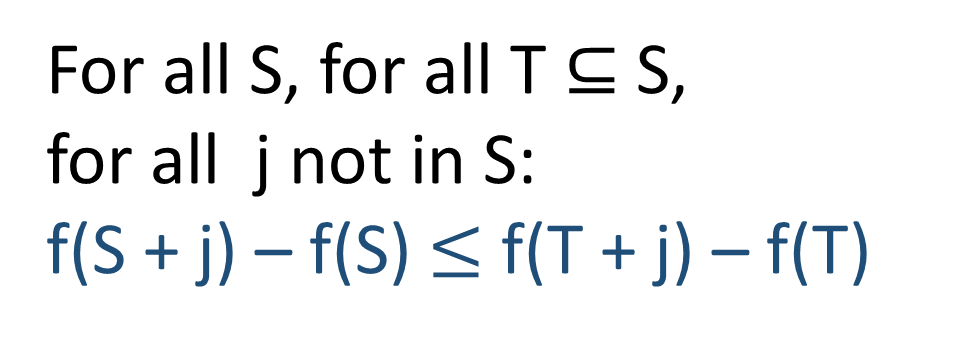 For all S, for all T ⊆ S,
for all j not in S:
f(S + j) – f(S) ≤ f(T + j) – f(T)